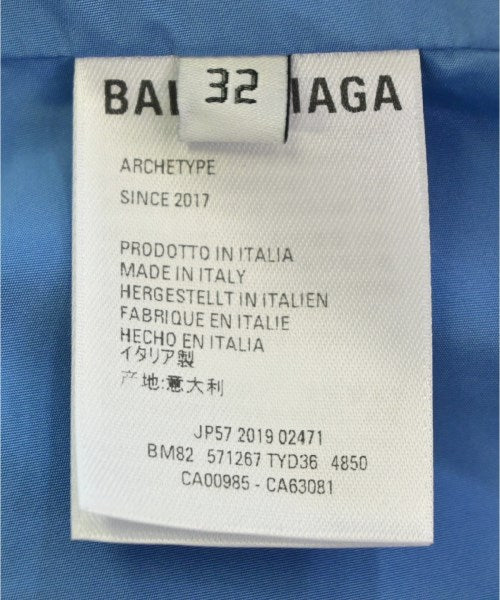 32
BAL IAGA
ARCHETYPE
SINCE 2017
PRODOTTO IN ITALIA
MADE IN ITALY
HERGESTELLT IN ITALIEN
FABRIQUE EN ITALIE
HECHO EN ITALIA
イタリア製
产地:意大利
JP57 2019 02471
BM82 571267 TYD36 4850
CA00985 - CA63081